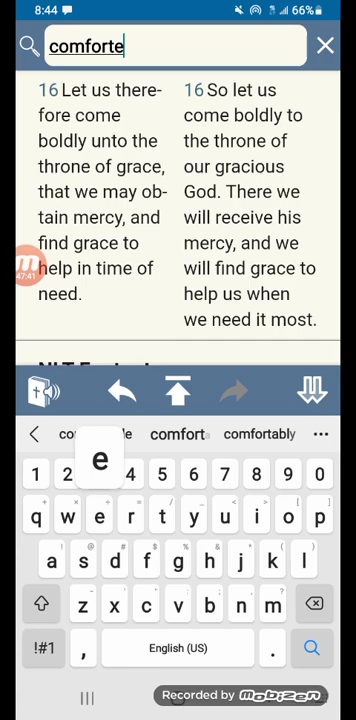 8:44 66%
comforte
16 Let us there-
fore come
boldly unto the
throne of grace,
that we may ob-
tain mercy, and
find grace to
help in time of
need.
16 So let us
come boldly to
the throne of
our gracious
God. There we
will receive his
mercy, and we
will find grace to
help us when
we need it most.
47:41
comfort comfortably
e
1 2 4 5 6 7 8 9 0
q w e r t y u i o p
a s d f g h j k l
z x c v b n m
!#1 , English (US) .
Recorded by mobizen